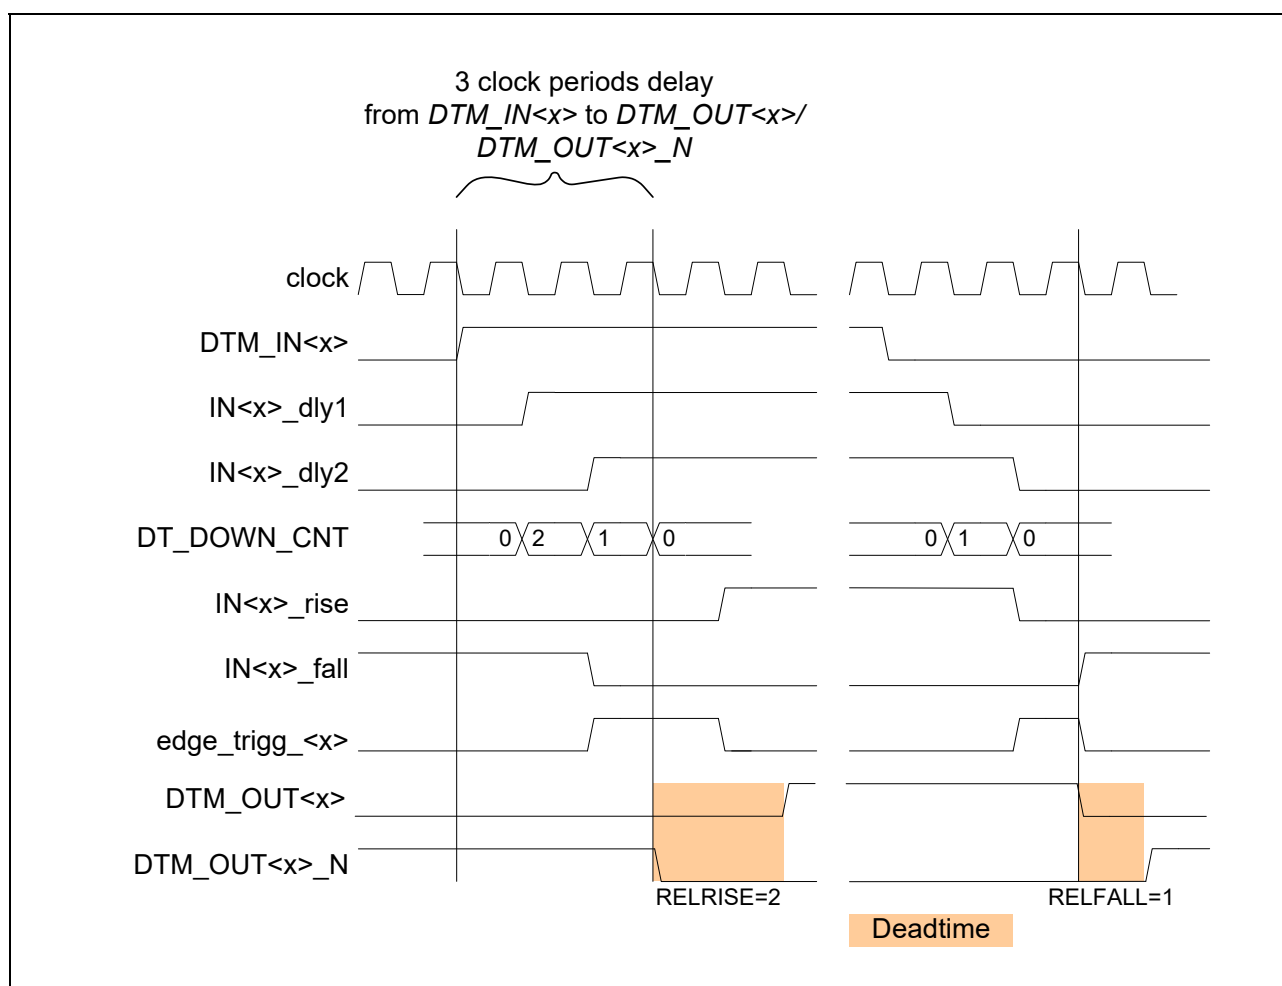 3 clock periods delay
from DTM_IN<x> to DTM_OUT<x>/
DTM_OUT<x>_N
clock
DTM_IN<x>
IN<x>_dly1
IN<x>_dly2
DT_DOWN_CNT 0 2 1 0 0 1 0
IN<x>_rise
IN<x>_fall
edge_trigg_<x>
DTM_OUT<x>
DTM_OUT<x>_N
RELRISE=2 RELFALL=1
Deadtime